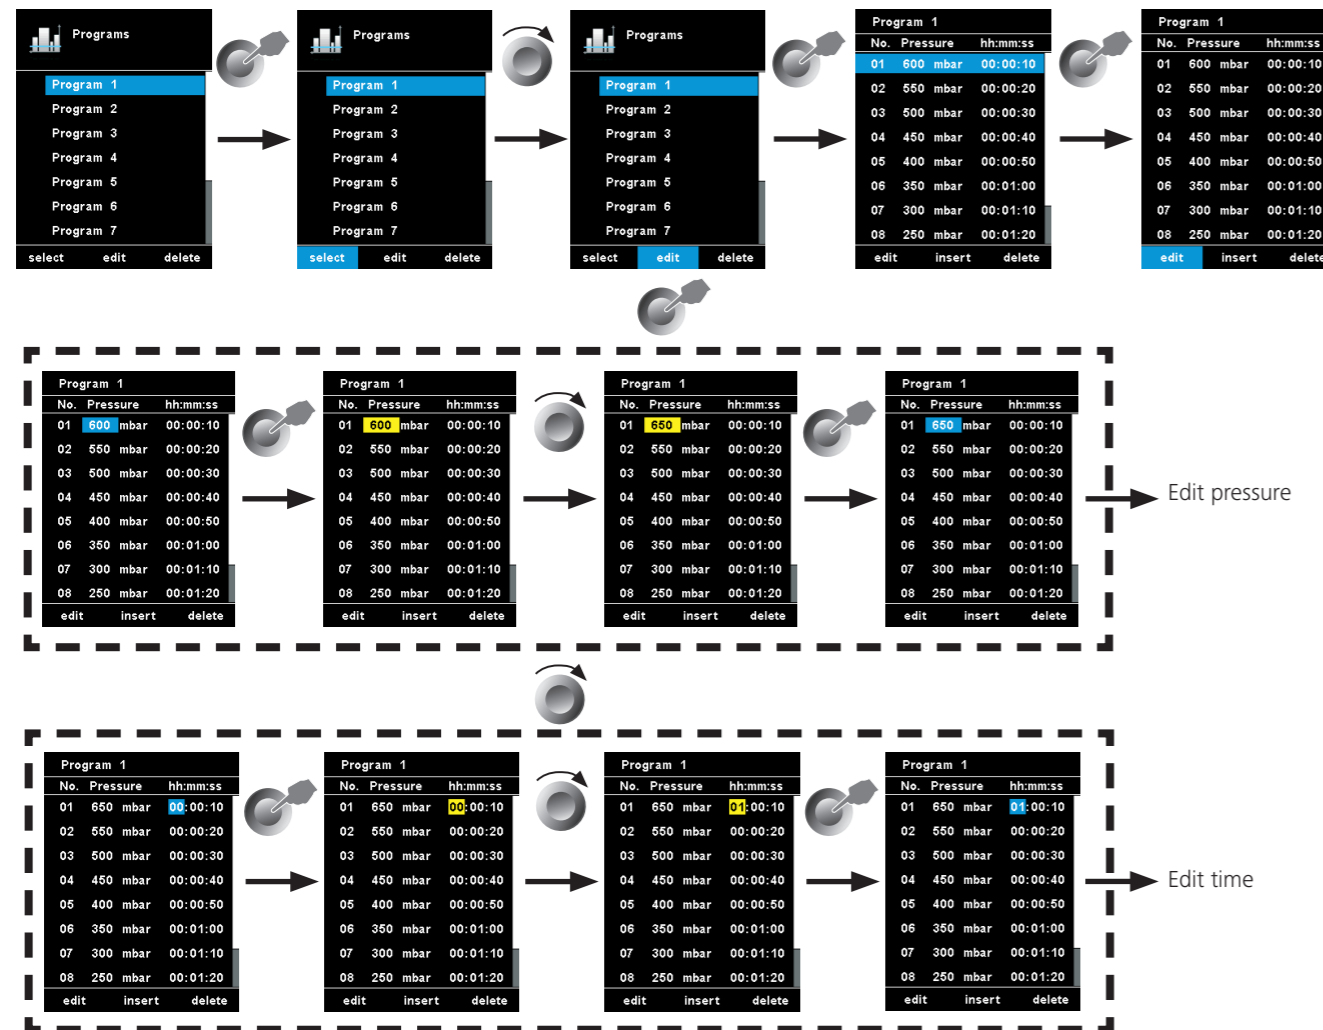 Programs
Program 1
Program 2
Program 3
Program 4
Program 5
Program 6
Program 7
select edit delete
Programs
Program 1
Program 2
Program 3
Program 4
Program 5
Program 6
Program 7
select edit delete
Programs
Program 1
Program 2
Program 3
Program 4
Program 5
Program 6
Program 7
select edit delete
Program 1
No. Pressure hh:mm:ss
01 600 mbar 00:00:10
02 550 mbar 00:00:20
03 500 mbar 00:00:30
04 450 mbar 00:00:40
05 400 mbar 00:00:50
06 350 mbar 00:01:00
07 300 mbar 00:01:10
08 250 mbar 00:01:20
edit insert delete
Program 1
No. Pressure hh:mm:ss
01 600 mbar 00:00:10
02 550 mbar 00:00:20
03 500 mbar 00:00:30
04 450 mbar 00:00:40
05 400 mbar 00:00:50
06 350 mbar 00:01:00
07 300 mbar 00:01:10
08 250 mbar 00:01:20
edit insert delete
Program 1
No. Pressure hh:mm:ss
01 600 mbar 00:00:10
02 550 mbar 00:00:20
03 500 mbar 00:00:30
04 450 mbar 00:00:40
05 400 mbar 00:00:50
06 350 mbar 00:01:00
07 300 mbar 00:01:10
08 250 mbar 00:01:20
edit insert delete
Program 1
No. Pressure hh:mm:ss
01 600 mbar 00:00:10
02 550 mbar 00:00:20
03 500 mbar 00:00:30
04 450 mbar 00:00:40
05 400 mbar 00:00:50
06 350 mbar 00:01:00
07 300 mbar 00:01:10
08 250 mbar 00:01:20
edit insert delete
Program 1
No. Pressure hh:mm:ss
01 650 mbar 00:00:10
02 550 mbar 00:00:20
03 500 mbar 00:00:30
04 450 mbar 00:00:40
05 400 mbar 00:00:50
06 350 mbar 00:01:00
07 300 mbar 00:01:10
08 250 mbar 00:01:20
edit insert delete
Program 1
No. Pressure hh:mm:ss
01 650 mbar 00:00:10
02 550 mbar 00:00:20
03 500 mbar 00:00:30
04 450 mbar 00:00:40
05 400 mbar 00:00:50
06 350 mbar 00:01:00
07 300 mbar 00:01:10
08 250 mbar 00:01:20
edit insert delete
Edit pressure
Program 1
No. Pressure hh:mm:ss
01 650 mbar 00:00:10
02 550 mbar 00:00:20
03 500 mbar 00:00:30
04 450 mbar 00:00:40
05 400 mbar 00:00:50
06 350 mbar 00:01:00
07 300 mbar 00:01:10
08 250 mbar 00:01:20
edit insert delete
Program 1
No. Pressure hh:mm:ss
01 650 mbar 00:00:10
02 550 mbar 00:00:20
03 500 mbar 00:00:30
04 450 mbar 00:00:40
05 400 mbar 00:00:50
06 350 mbar 00:01:00
07 300 mbar 00:01:10
08 250 mbar 00:01:20
edit insert delete
Program 1
No. Pressure hh:mm:ss
01 650 mbar 01:00:10
02 550 mbar 00:00:20
03 500 mbar 00:00:30
04 450 mbar 00:00:40
05 400 mbar 00:00:50
06 350 mbar 00:01:00
07 300 mbar 00:01:10
08 250 mbar 00:01:20
edit insert delete
Program 1
No. Pressure hh:mm:ss
01 650 mbar 01:00:10
02 550 mbar 00:00:20
03 500 mbar 00:00:30
04 450 mbar 00:00:40
05 400 mbar 00:00:50
06 350 mbar 00:01:00
07 300 mbar 00:01:10
08 250 mbar 00:01:20
edit insert delete
Edit time